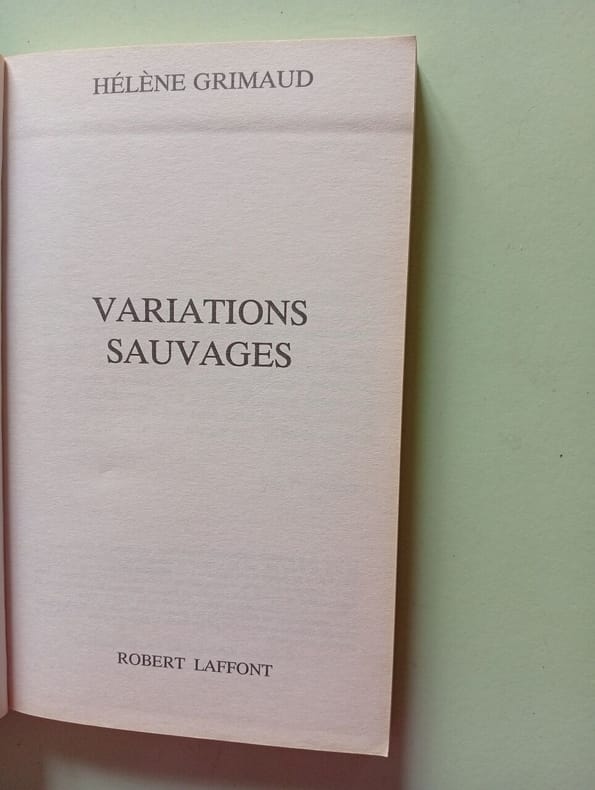 HÉLÈNE GRIMAUD
VARIATIONS
SAUVAGES
ROBERT LAFFONT